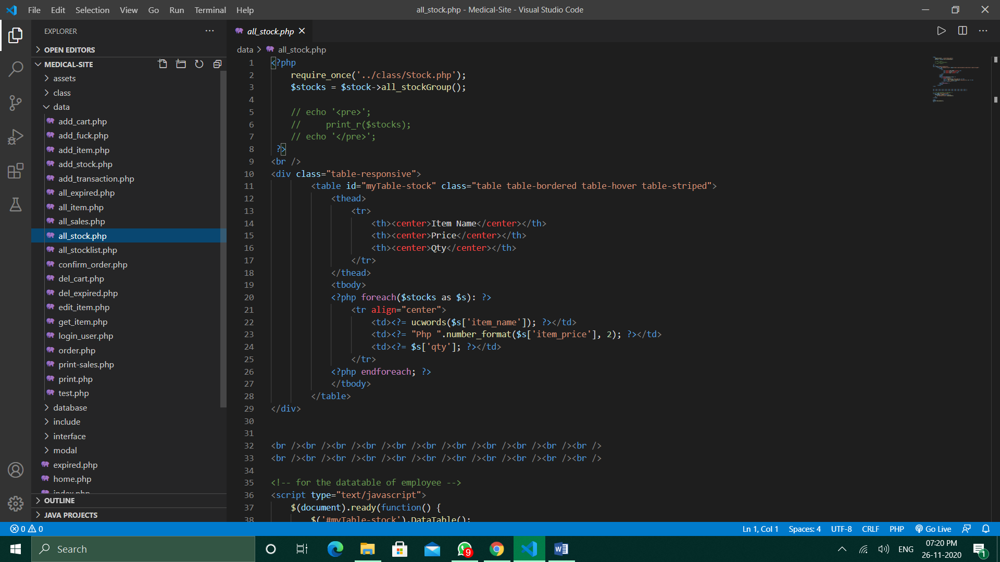 File Edit Selection View Go Run Terminal Help
all_stock.php - Medical-Site - Visual Studio Code
EXPLORER
OPEN EDITORS
MEDICAL-SITE
assets
class
data
add_cart.php
add_fuck.php
add_item.php
add_stock.php
add_transaction.php
all_expired.php
all_item.php
all_sales.php
all_stock.php
all_stocklist.php
confirm_order.php
del_cart.php
del_expired.php
edit_item.php
get_item.php
login_user.php
order.php
print-sales.php
print.php
test.php
database
include
interface
modal
expired.php
home.php
index.php
OUTLINE
JAVA PROJECTS
all_stock.php
data > all_stock.php
1 <?php
2 require_once('../class/Stock.php');
3 $stocks = $stock->all_stockGroup();
4
5 // echo '<pre>';
6 //     print_r($stocks);
7 // echo '</pre>';
8 ?>
9 <br />
10 <div class="table-responsive">
11 <table id="myTable-stock" class="table table-bordered table-hover table-striped">
12 <thead>
13 <tr>
14 <th><center>Item Name</center></th>
15 <th><center>Price</center></th>
16 <th><center>Qty</center></th>
17 </tr>
18 </thead>
19 <tbody>
20 <?php foreach($stocks as $s): ?>
21 <tr align="center">
22 <td><?= ucwords($s['item_name']); ?></td>
23 <td><?= "Php ".number_format($s['item_price'], 2); ?></td>
24 <td><?= $s['qty']; ?></td>
25 </tr>
26 <?php endforeach; ?>
27 </tbody>
28 </table>
29 </div>
30
31
32 <br /><br /><br /><br /><br /><br /><br /><br /><br /><br /><br />
33 <br /><br /><br /><br /><br /><br /><br /><br /><br /><br /><br />
34
35 <!-- for the datatable of employee -->
36 <script type="text/javascript">
37 $(document).ready(function() {
38 $('#myTable-stock').DataTable();
0 0
Ln 1, Col 1 Spaces: 4 UTF-8 CRLF PHP Go Live
Search
9
W
ENG
07:20 PM
26-11-2020
1